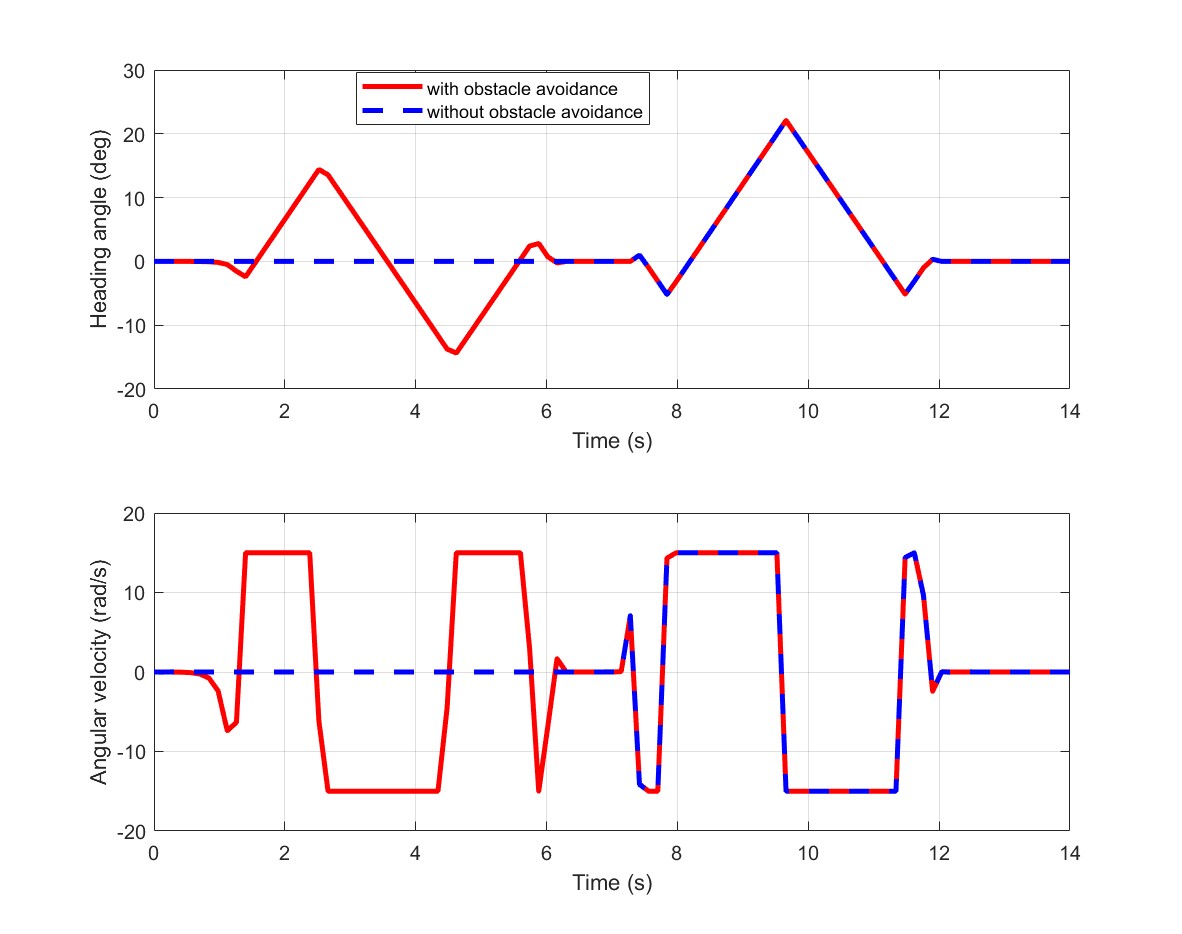 30
20
10
0
-10
-20
Heading angle (deg)
with obstacle avoidance
without obstacle avoidance
0 2 4 6 8 10 12 14
Time (s)
20
10
0
-10
-20
Angular velocity (rad/s)
0 2 4 6 8 10 12 14
Time (s)